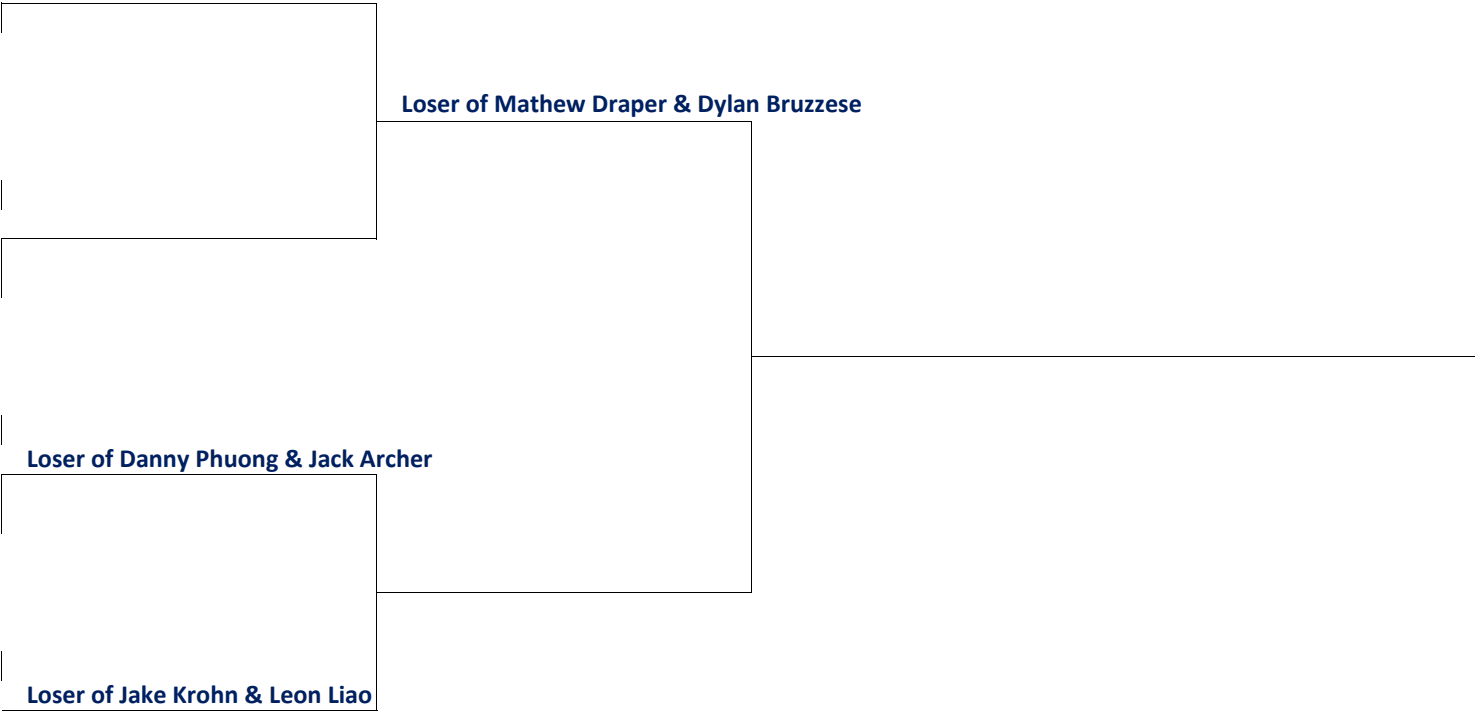 Loser of Mathew Draper & Dylan Bruzzese
Loser of Danny Phuong & Jack Archer
Loser of Jake Krohn & Leon Liao